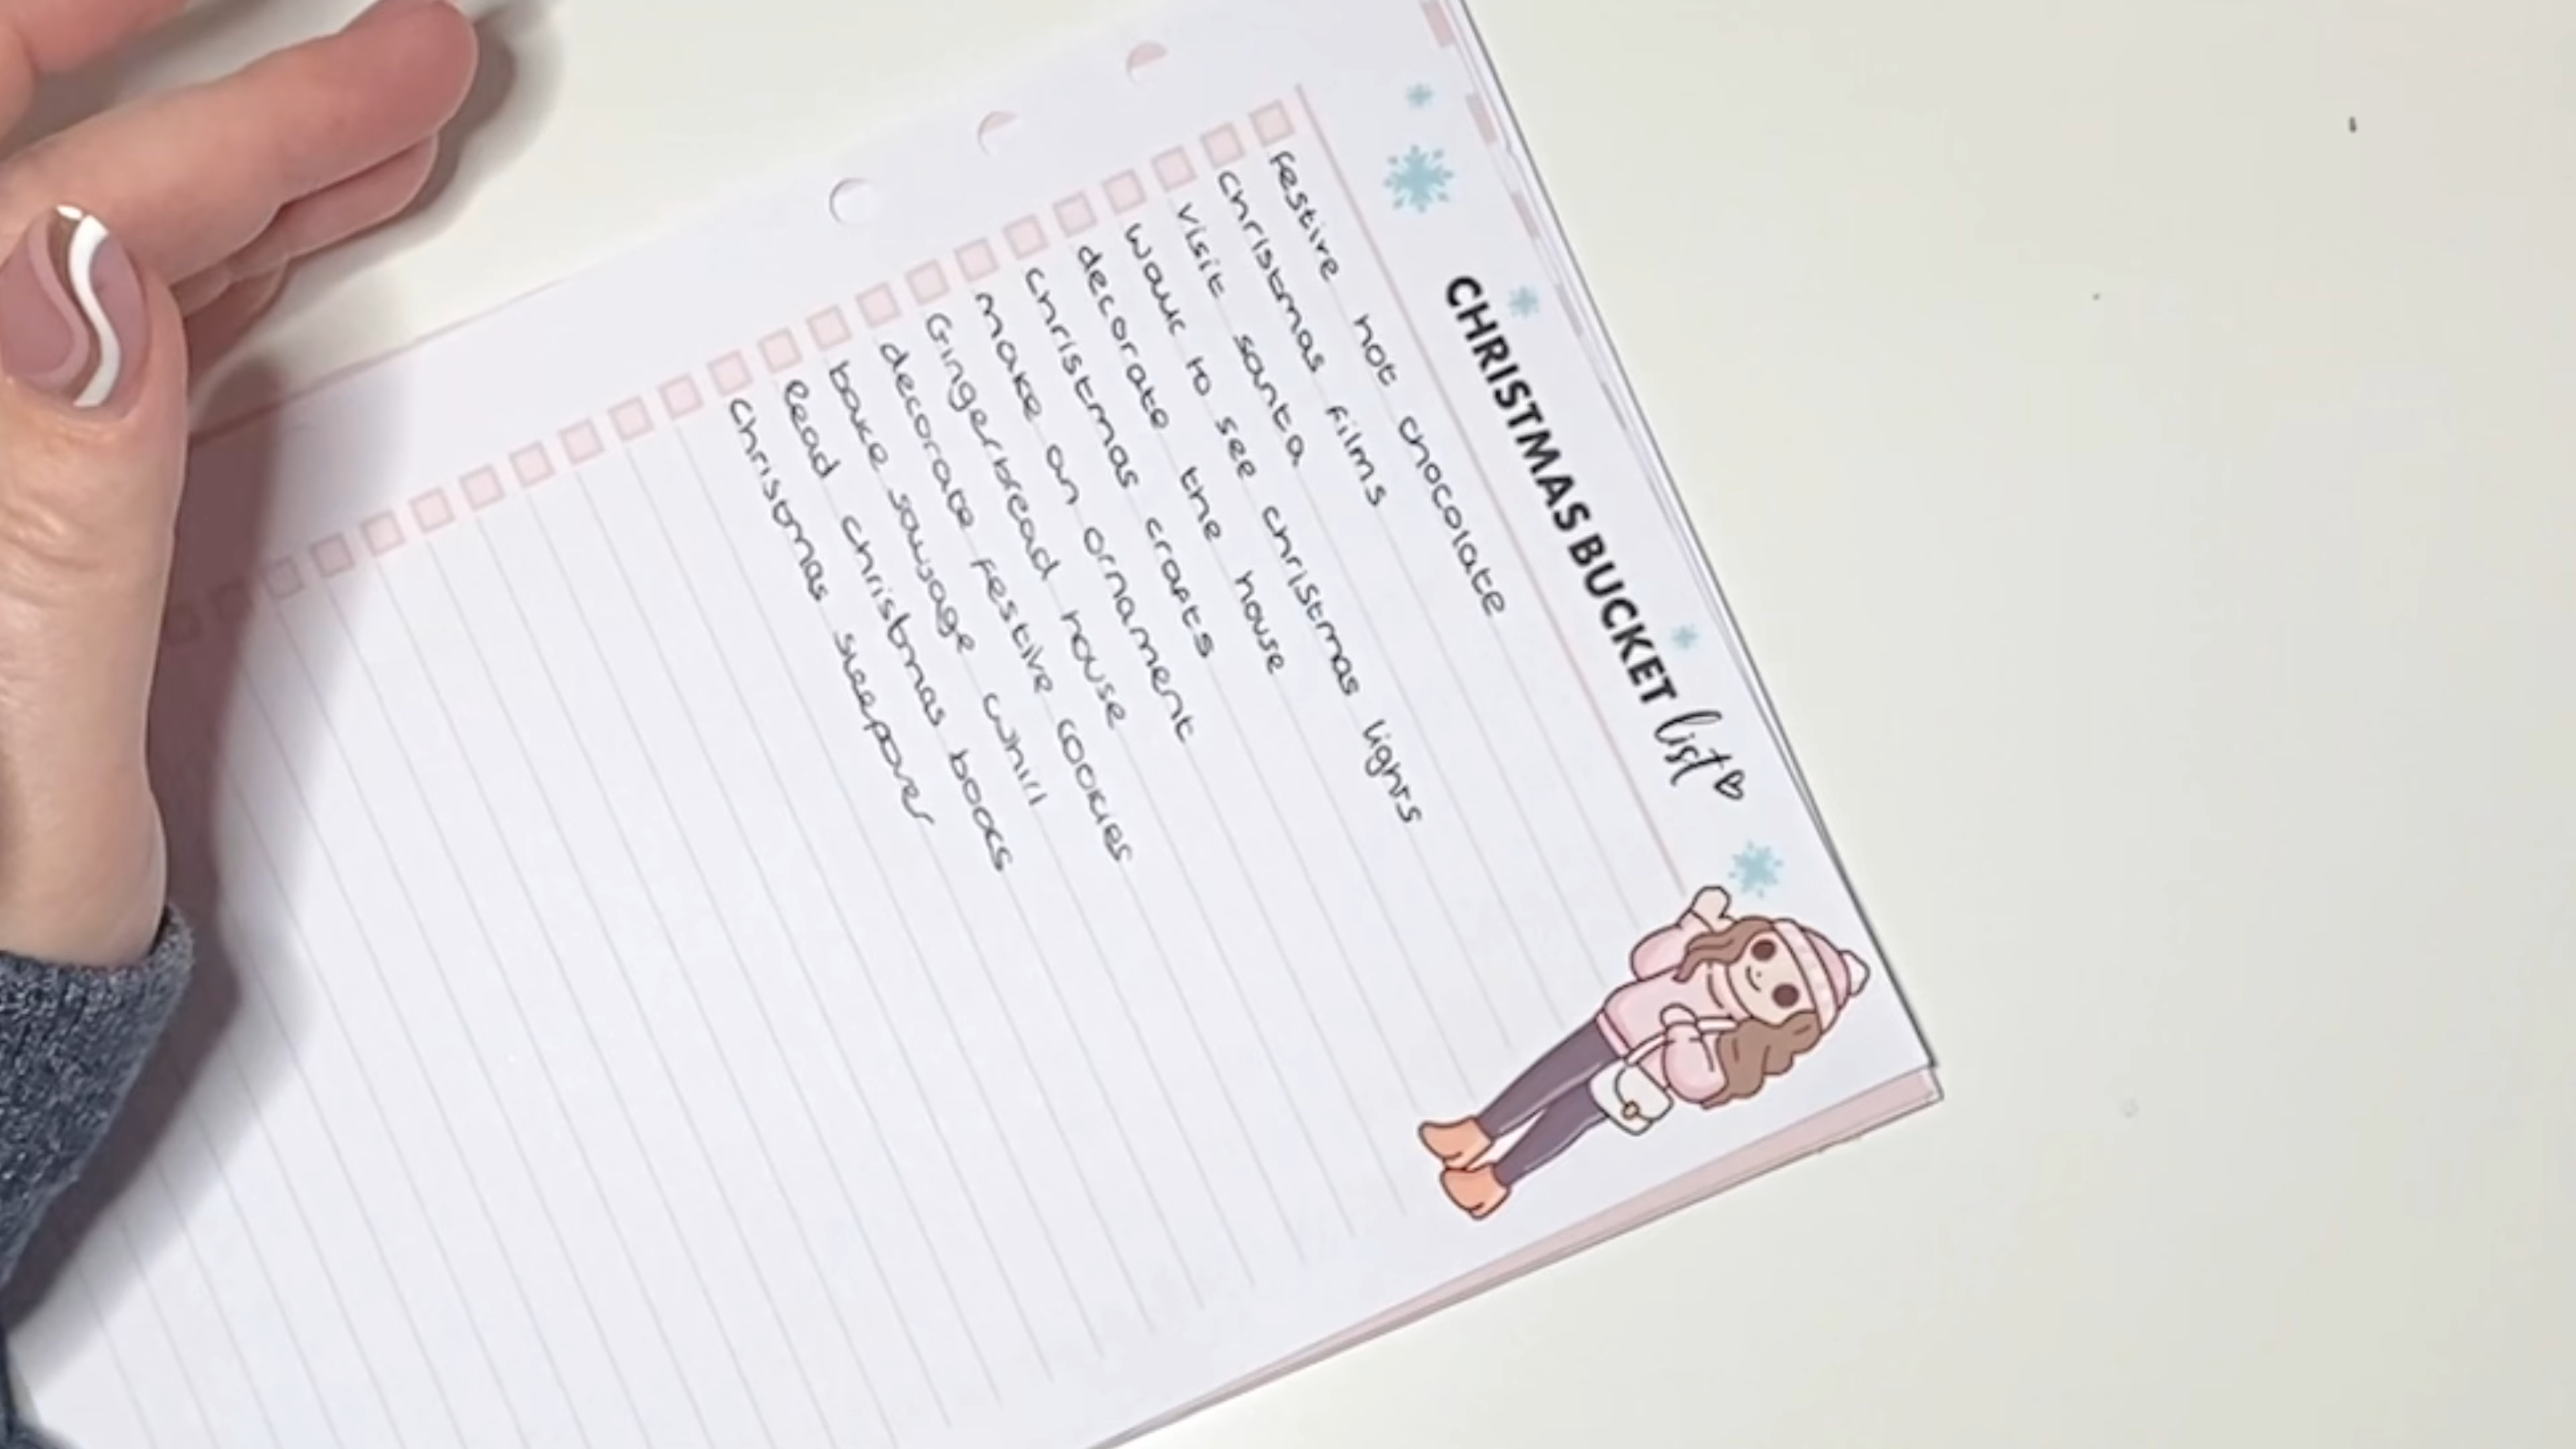 CHRISTMAS BUCKET list
Festive hot chocolate
Christmas films
visit santa
walk to see christmas lights
decorate the house
christmas crafts
make an ornament
Gingerbread house
decorate festive cookies
bake sausage whirl
Read christmas books
Christmas sleepover